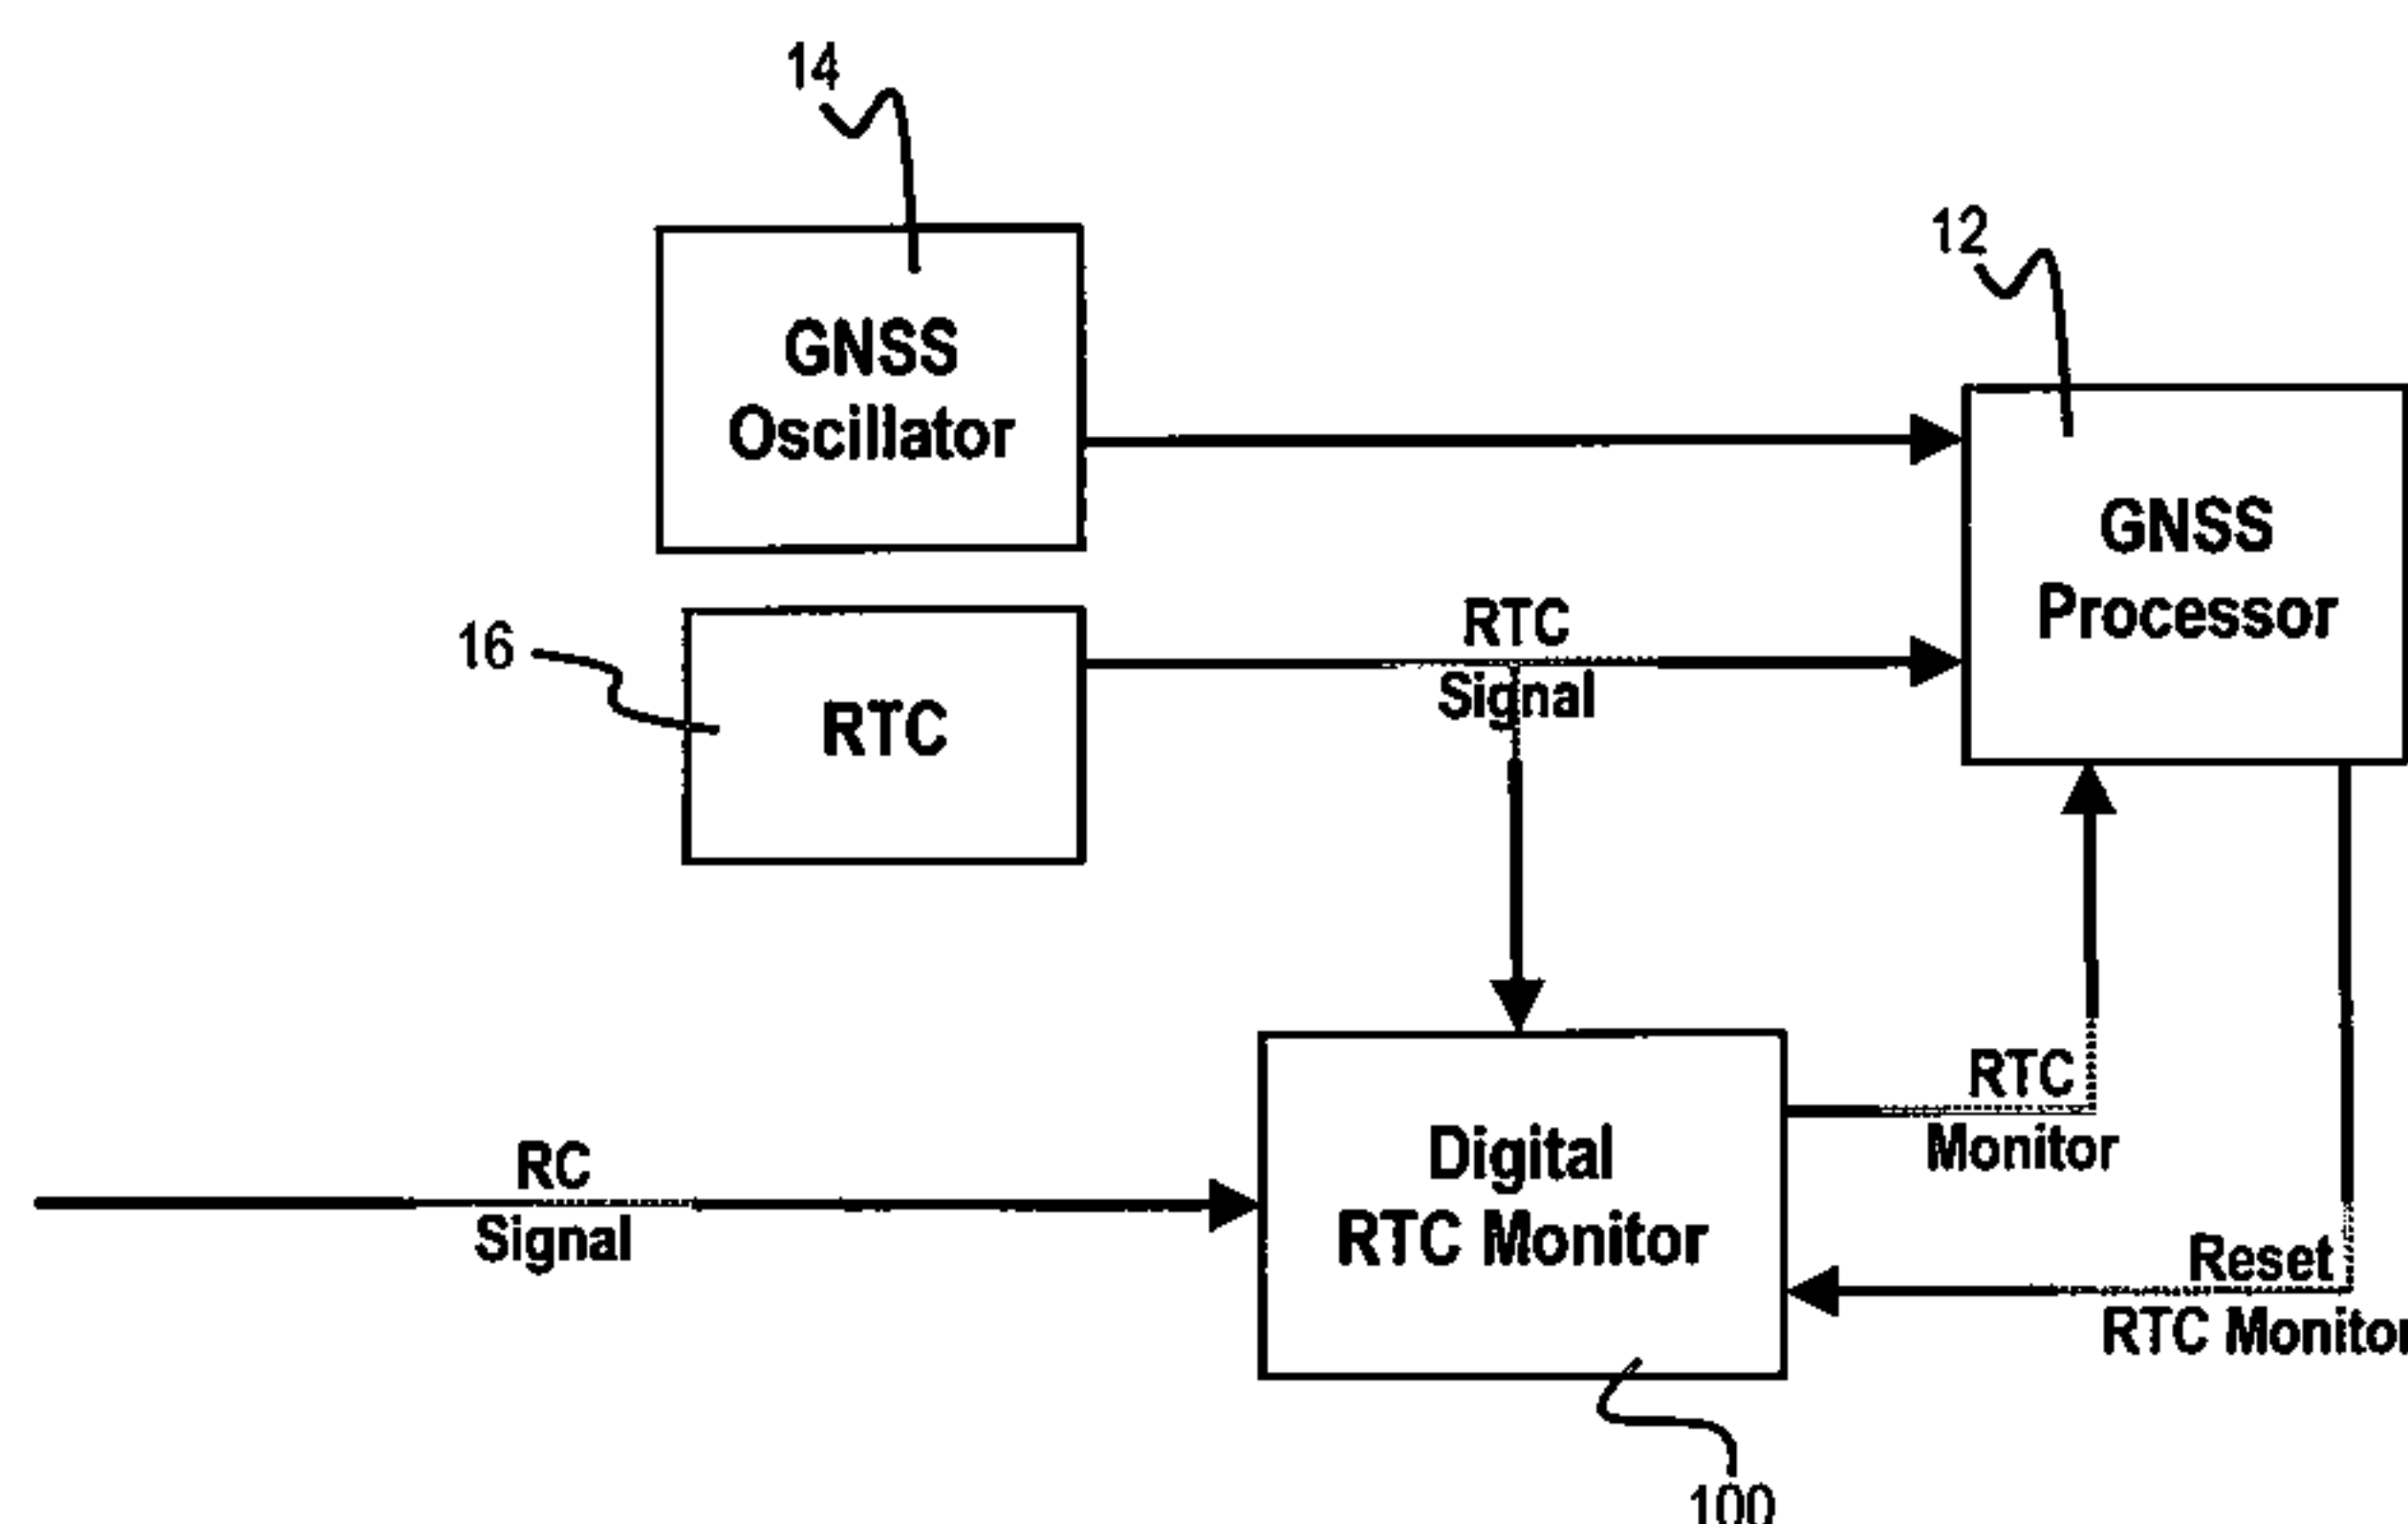 14
12
GNSS
Oscillator
GNSS
Processor
16
RTC
RTC
Signal
RTC
Monitor
RC
Signal
Digital
RTC Monitor
Reset
RTC Monitor
100